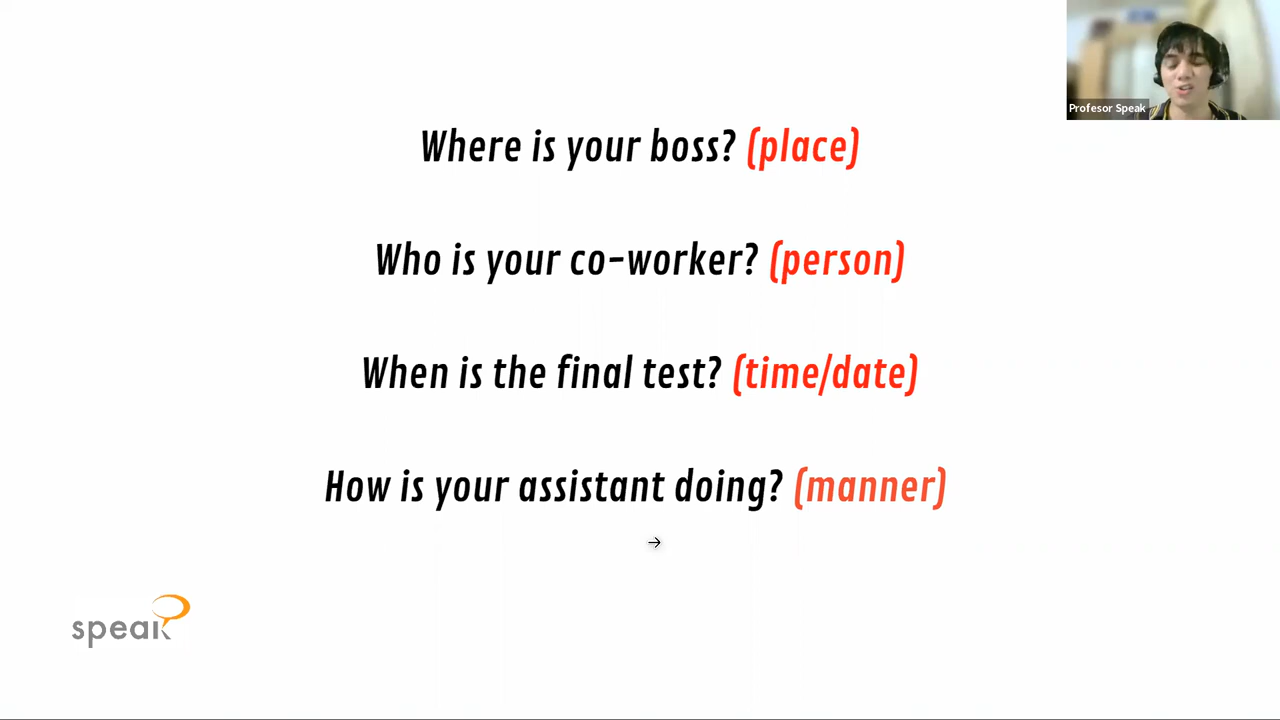 Profesor Speak
Where is your boss? (place)
Who is your co-worker? (person)
When is the final test? (time/date)
How is your assistant doing? (manner)
speak